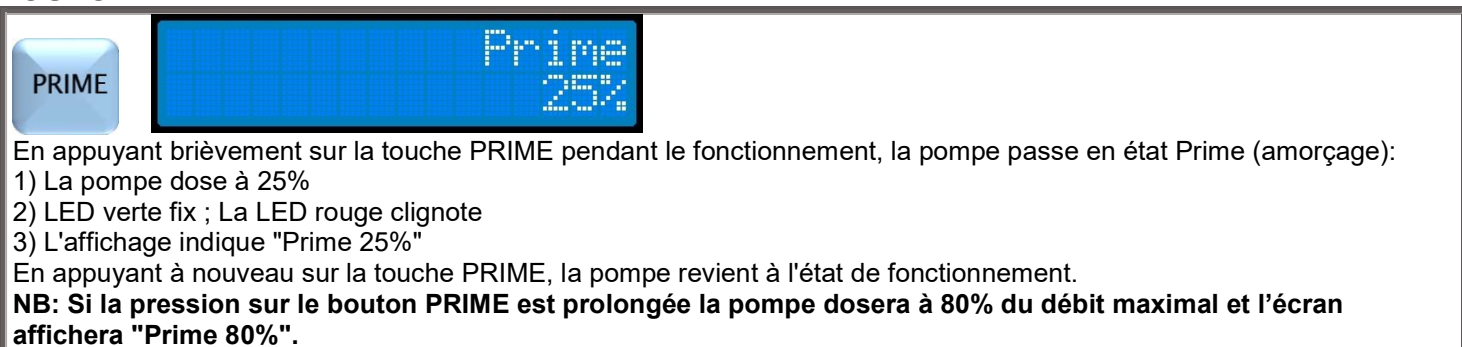 PRIME
Prime
25%
En appuyant brièvement sur la touche PRIME pendant le fonctionnement, la pompe passe en état Prime (amorçage):
1) La pompe dose à 25%
2) LED verte fix ; La LED rouge clignote
3) L'affichage indique "Prime 25%"
En appuyant à nouveau sur la touche PRIME, la pompe revient à l'état de fonctionnement.
NB: Si la pression sur le bouton PRIME est prolongée la pompe dosera à 80% du débit maximal et l’écran
affichera "Prime 80%".